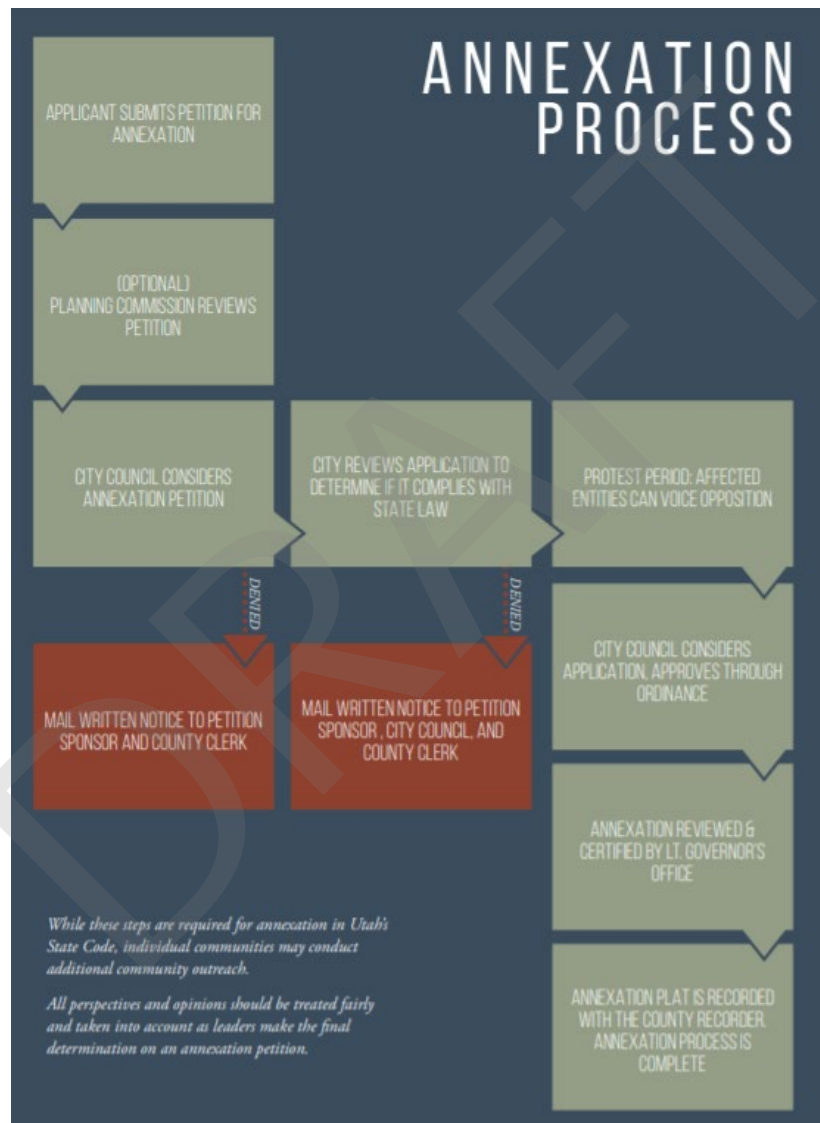 ANNEXATION
PROCESS
APPLICANT SUBMITS PETITION FOR
ANNEXATION
(OPTIONAL)
PLANNING COMMISSION REVIEWS
PETITION
CITY COUNCIL CONSIDERS
ANNEXATION PETITION
CITY REVIEWS APPLICATION TO
DETERMINE IF IT COMPLIES WITH
STATE LAW
PROTEST PERIOD: AFFECTED
ENTITIES CAN VOICE OPPOSITION
DENIED
DENIED
MAIL WRITTEN NOTICE TO PETITION
SPONSOR AND COUNTY CLERK
MAIL WRITTEN NOTICE TO PETITION
SPONSOR , CITY COUNCIL, AND
COUNTY CLERK
CITY COUNCIL CONSIDERS
APPLICATION, APPROVES THROUGH
ORDINANCE
ANNEXATION REVIEWED &
CERTIFIED BY LT. GOVERNOR'S
OFFICE
ANNEXATION PLAT IS RECORDED
WITH THE COUNTY RECORDER.
ANNEXATION PROCESS IS
COMPLETE
While these steps are required for annexation in Utah's
State Code, individual communities may conduct
additional community outreach.
All perspectives and opinions should be treated fairly
and taken into account as leaders make the final
determination on an annexation petition.
DRAFT